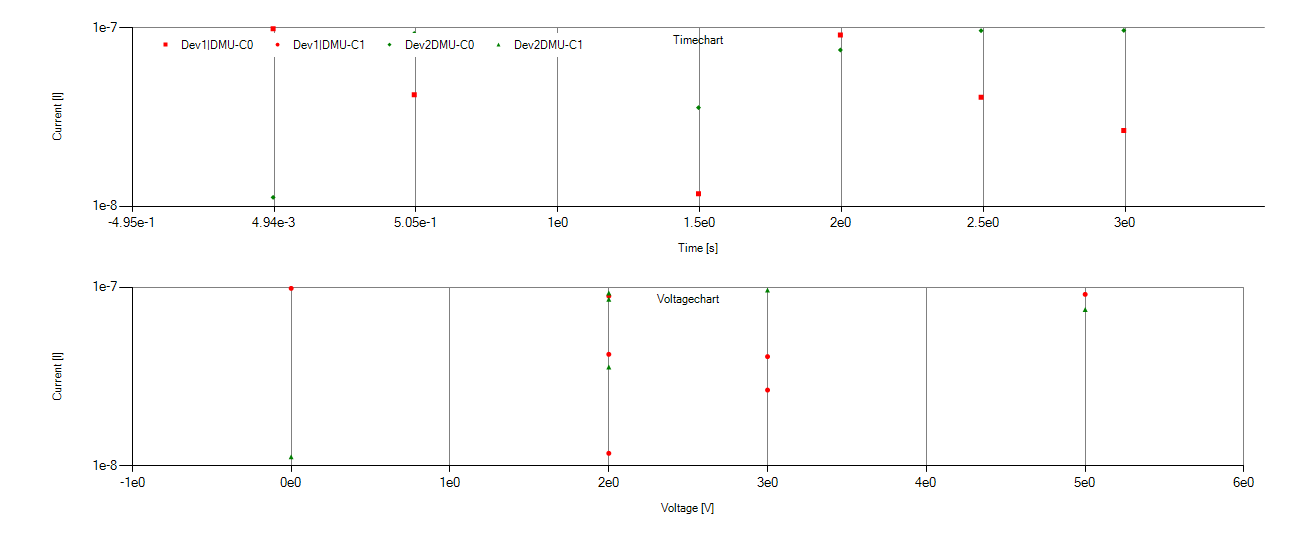 1e-7
Dev1|DMU-C0 Dev1|DMU-C1 Dev2DMU-C0 Dev2DMU-C1
Timechart
Current [I]
1e-8
-4.95e-1 4.94e-3 5.05e-1 1e0 1.5e0 2e0 2.5e0 3e0
Time [s]
1e-7
Voltagechart
Current [I]
1e-8
-1e0 0e0 1e0 2e0 3e0 4e0 5e0 6e0
Voltage [V]